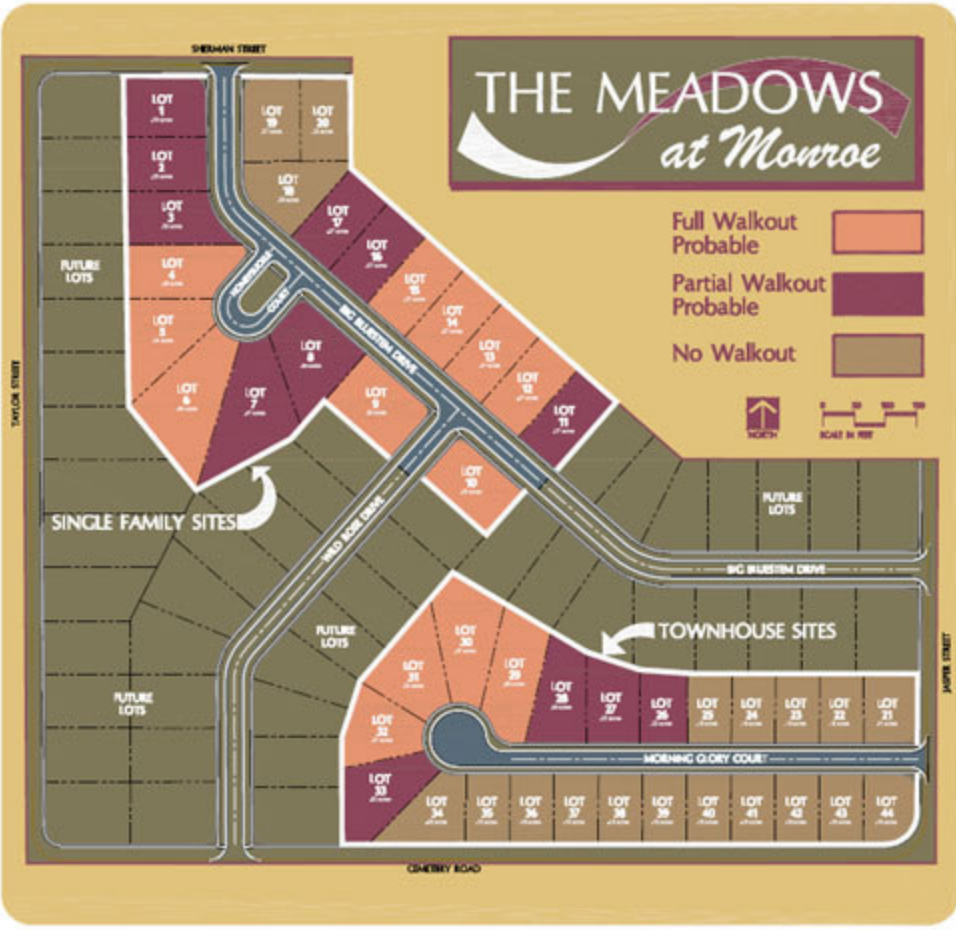 SHERMAN STREET
THE MEADOWS
at Monroe
Full Walkout
Probable
Partial Walkout
Probable
No Walkout
NORTH
SCALE IN FEET
TAYLOR STREET
JASPER STREET
CEMETERY ROAD
FUTURE
LOTS
LOT
1
LOT
2
LOT
3
LOT
4
LOT
5
LOT
6
LOT
7
LOT
8
LOT
9
LOT
10
LOT
11
LOT
12
LOT
13
LOT
14
LOT
15
LOT
16
LOT
17
LOT
18
LOT
19
LOT
20
COURT
BIG BLUESTEM DRIVE
WILD ROSE DRIVE
SINGLE FAMILY SITES
FUTURE
LOTS
BIG BLUESTEM DRIVE
TOWNHOUSE SITES
FUTURE
LOTS
FUTURE
LOTS
LOT
21
LOT
22
LOT
23
LOT
24
LOT
25
LOT
26
LOT
27
LOT
28
LOT
29
LOT
30
LOT
31
LOT
32
LOT
33
MORNING GLORY COURT
LOT
34
LOT
35
LOT
36
LOT
37
LOT
38
LOT
39
LOT
40
LOT
41
LOT
42
LOT
43
LOT
44